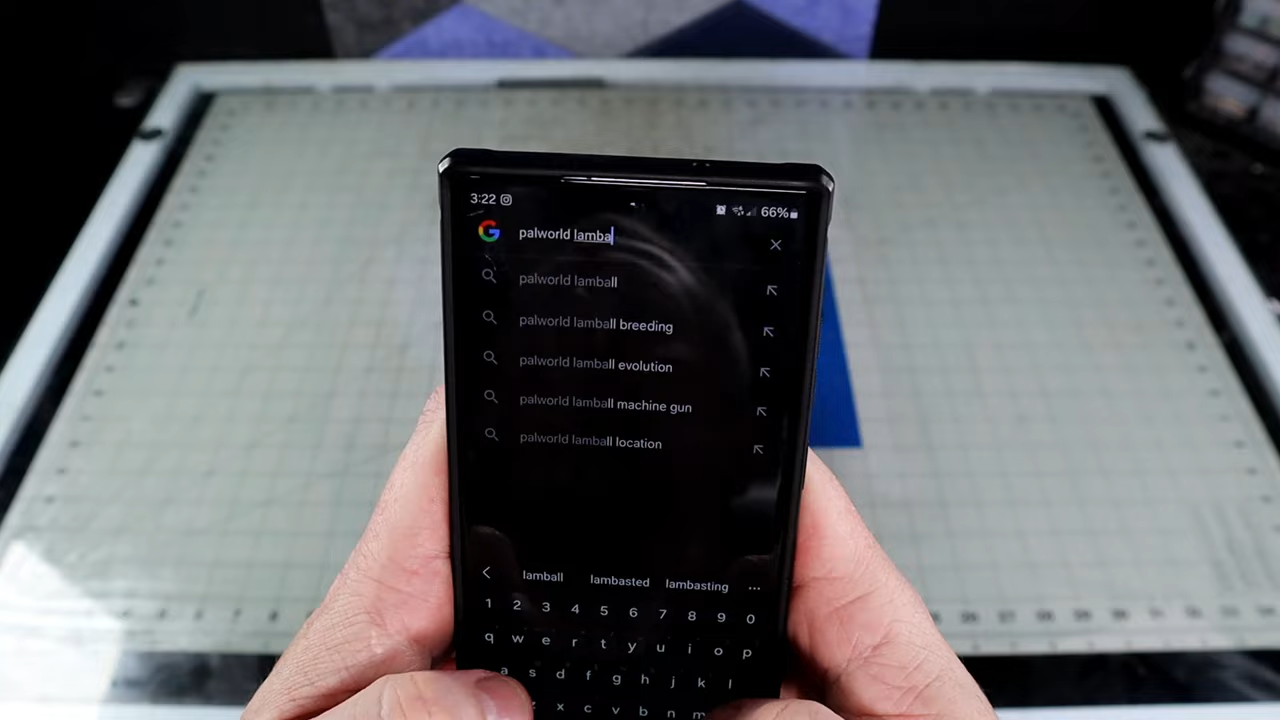 3:22 66%
palworld lamba
palworld lamball
palworld lamball breeding
palworld lamball evolution
palworld lamball machine gun
palworld lamball location
lamball lambasted lambasting ...
1 2 3 4 5 6 7 8 9 0
q w e r t y u i o p
a s d f g h j k l
z x c v b n m